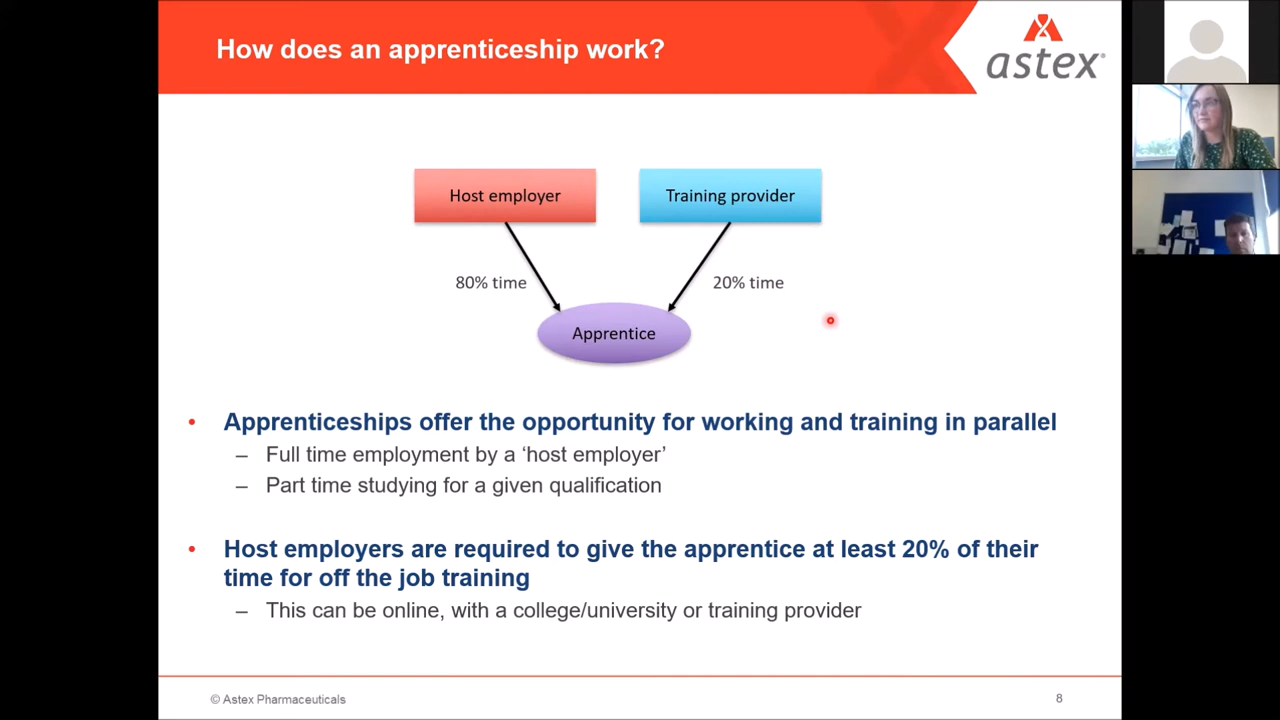 How does an apprenticeship work?
astex®
Host employer
Training provider
80% time
20% time
Apprentice
• Apprenticeships offer the opportunity for working and training in parallel
– Full time employment by a ‘host employer’
– Part time studying for a given qualification
• Host employers are required to give the apprentice at least 20% of their
time for off the job training
– This can be online, with a college/university or training provider
© Astex Pharmaceuticals
8